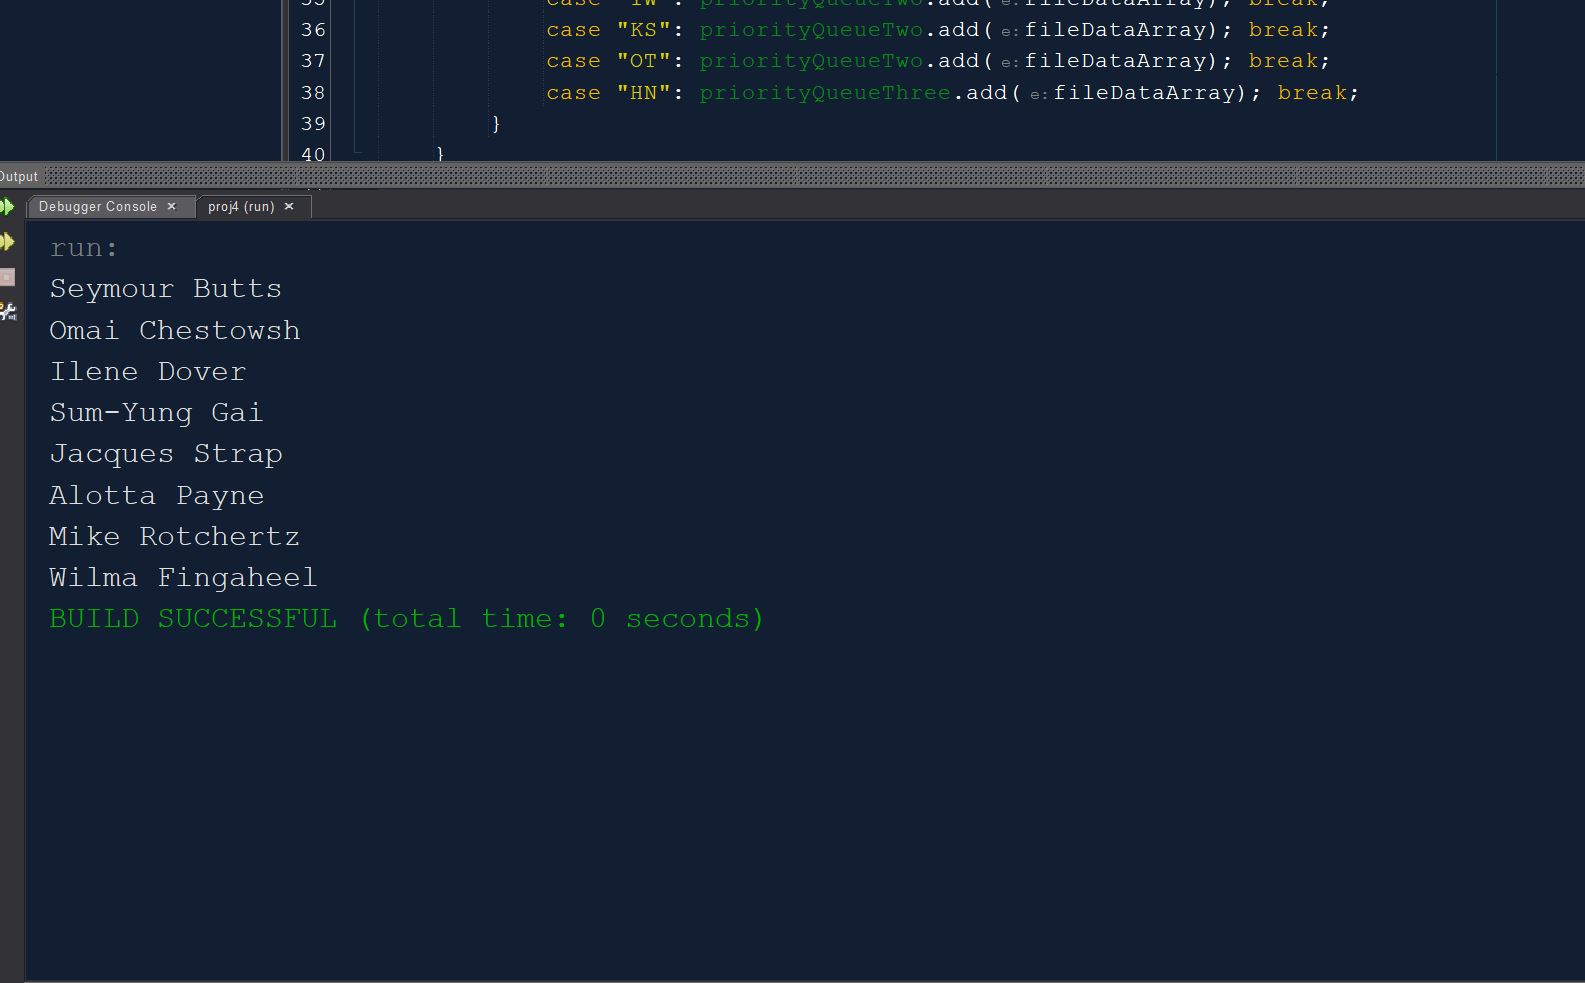 case "TW": priorityQueueTwo.add( e: fileDataArray); break;
36 case "KS": priorityQueueTwo.add( e: fileDataArray); break;
37 case "OT": priorityQueueTwo.add( e: fileDataArray); break;
38 case "HN": priorityQueueThree.add( e: fileDataArray); break;
39 }
40 }
Output
Debugger Console × proj4 (run) ×
run:
Seymour Butts
Omai Chestowsh
Ilene Dover
Sum-Yung Gai
Jacques Strap
Alotta Payne
Mike Rotchertz
Wilma Fingaheel
BUILD SUCCESSFUL (total time: 0 seconds)